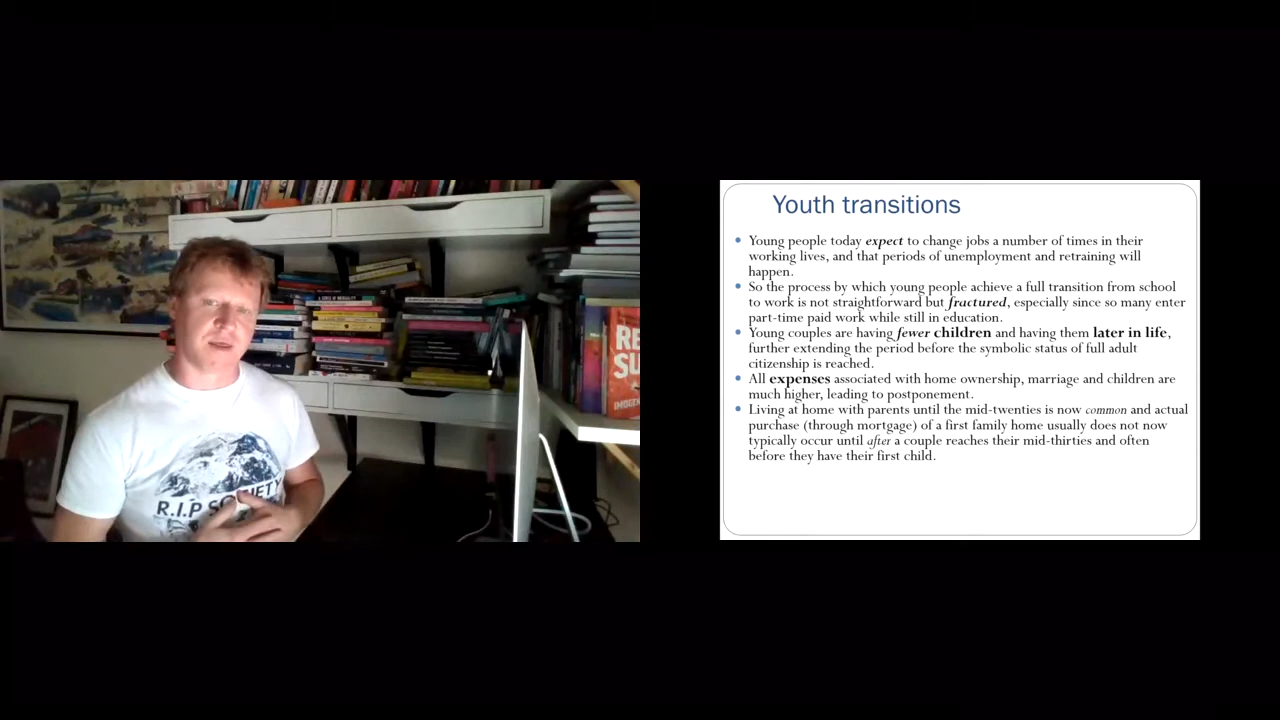 R.I.P SOCIETY
RE
SU
IMOGEN
Youth transitions
Young people today expect to change jobs a number of times in their
working lives, and that periods of unemployment and retraining will
happen.
So the process by which young people achieve a full transition from school
to work is not straightforward but fractured, especially since so many enter
part-time paid work while still in education.
Young couples are having fewer children and having them later in life,
further extending the period before the symbolic status of full adult
citizenship is reached.
All expenses associated with home ownership, marriage and children are
much higher, leading to postponement.
Living at home with parents until the mid-twenties is now common and actual
purchase (through mortgage) of a first family home usually does not now
typically occur until after a couple reaches their mid-thirties and often
before they have their first child.